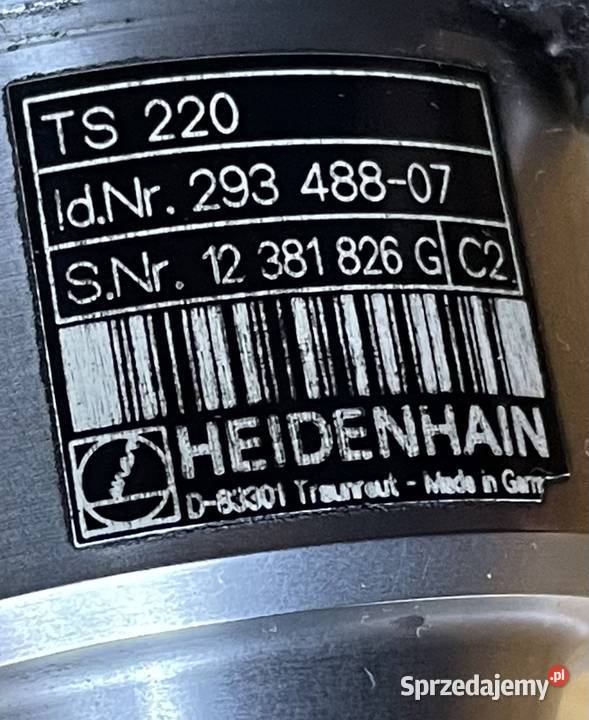 TS 220
Id.Nr. 293 488-07
S.Nr. 12 381 826 G C2
HEIDENHAIN
D-83301 Traunreut - Made in Germ
Sprzedajemy.pl